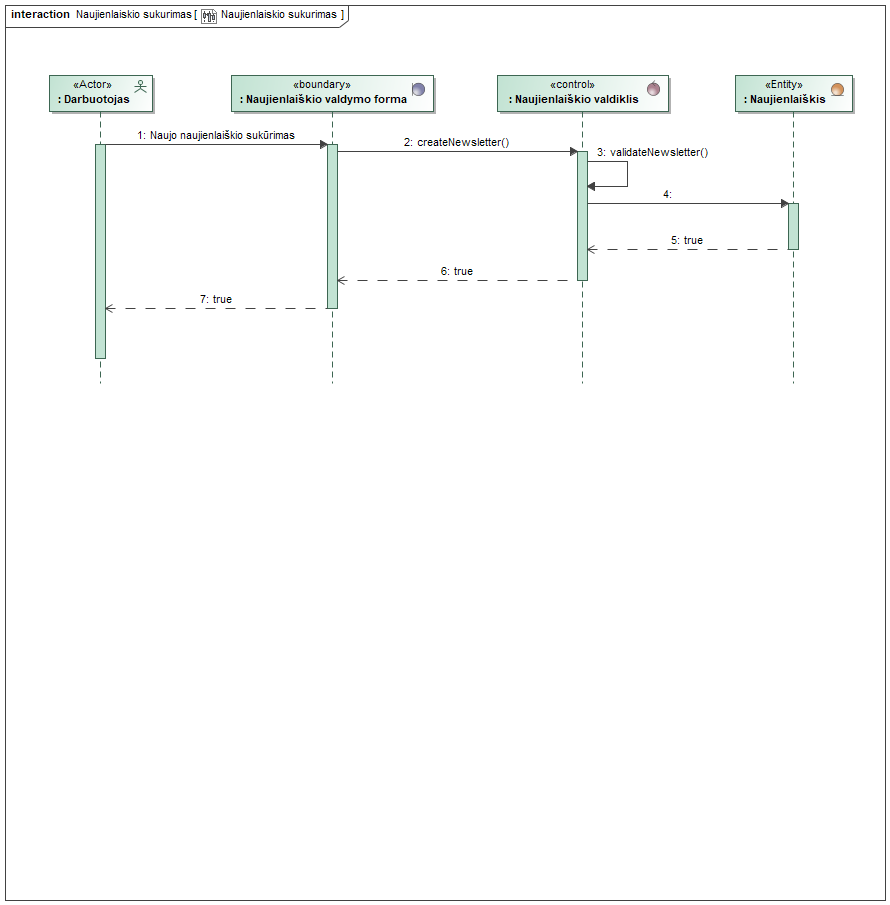 interaction Naujienlaiskio sukurimas [ Naujienlaiskio sukurimas ]
«Actor»
: Darbuotojas
«boundary»
: Naujienlaiškio valdymo forma
«control»
: Naujienlaiškio valdiklis
«Entity»
: Naujienlaiškis
1: Naujo naujienlaiškio sukūrimas
2: createNewsletter()
3: validateNewsletter()
4:
5: true
6: true
7: true